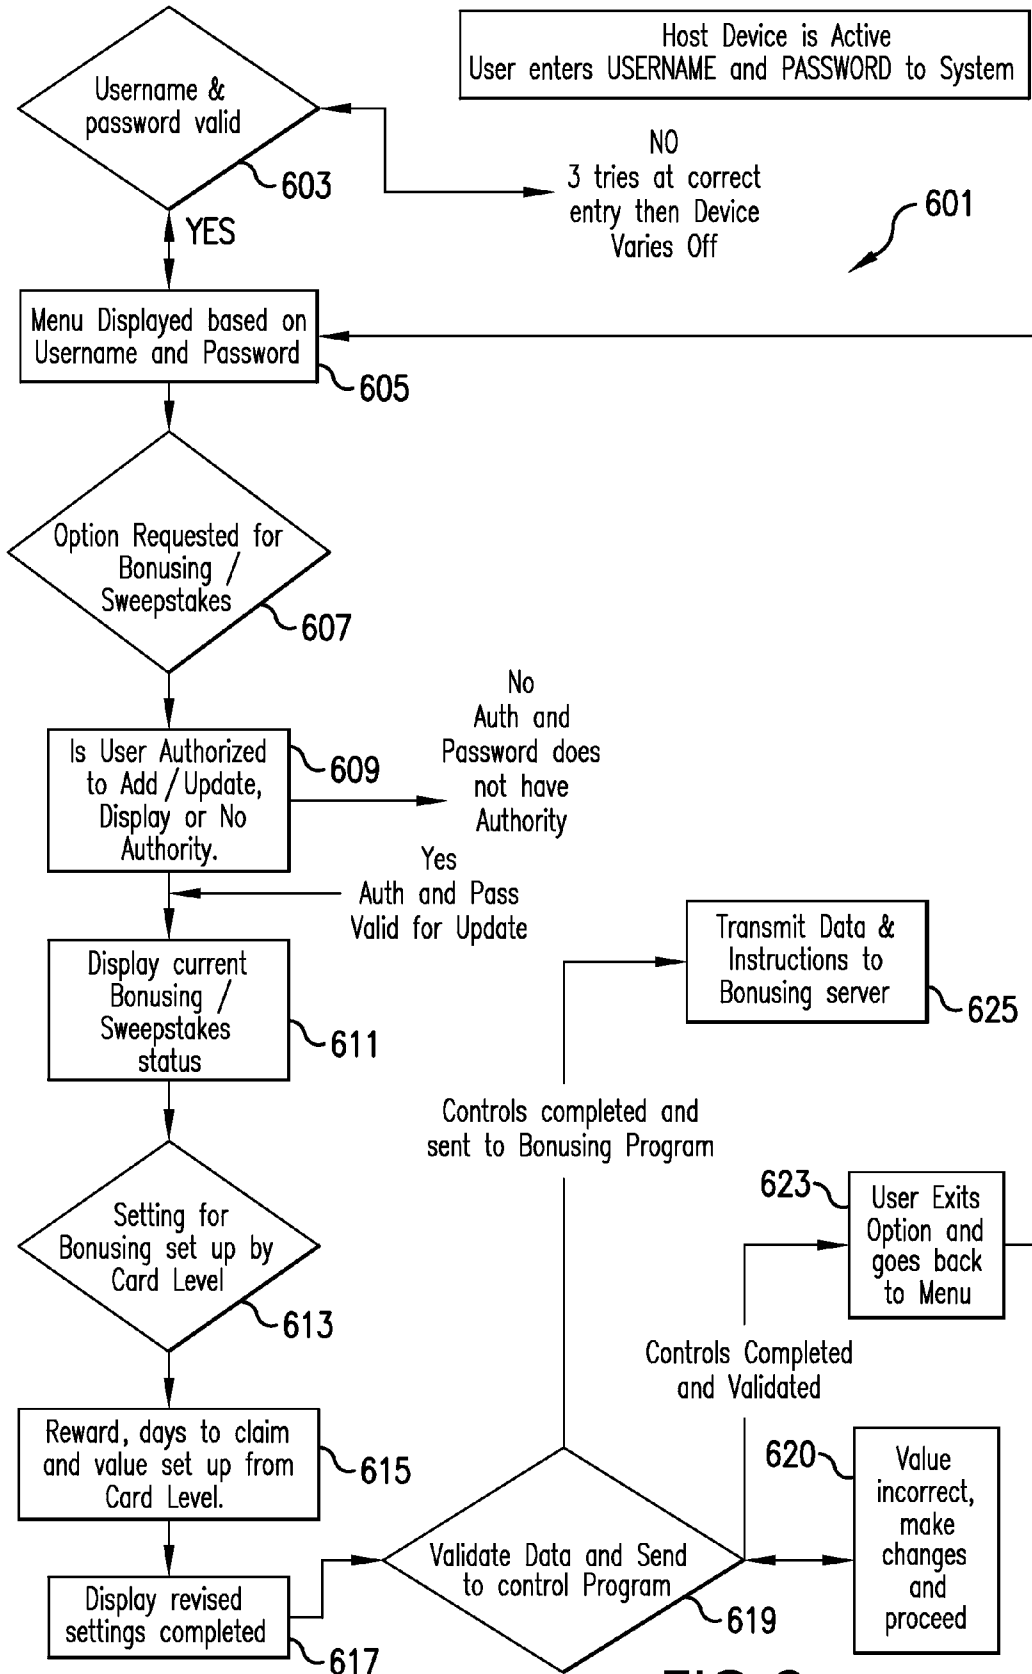 Host Device is Active
User enters USERNAME and PASSWORD to System
Username &
password valid
603
NO
3 tries at correct
entry then Device
Varies Off
601
YES
Menu Displayed based on
Username and Password
605
Option Requested for
Bonusing /
Sweepstakes
607
Is User Authorized
to Add / Update,
Display or No
Authority.
609
No
Auth and
Password does
not have
Authority
Yes
Auth and Pass
Valid for Update
Display current
Bonusing /
Sweepstakes
status
611
Transmit Data &
Instructions to
Bonusing server
625
Controls completed and
sent to Bonusing Program
Setting for
Bonusing set up by
Card Level
613
623
User Exits
Option and
goes back
to Menu
Controls Completed
and Validated
Reward, days to claim
and value set up from
Card Level.
615
620
Value
incorrect,
make
changes
and
proceed
Validate Data and Send
to control Program
619
Display revised
settings completed
617